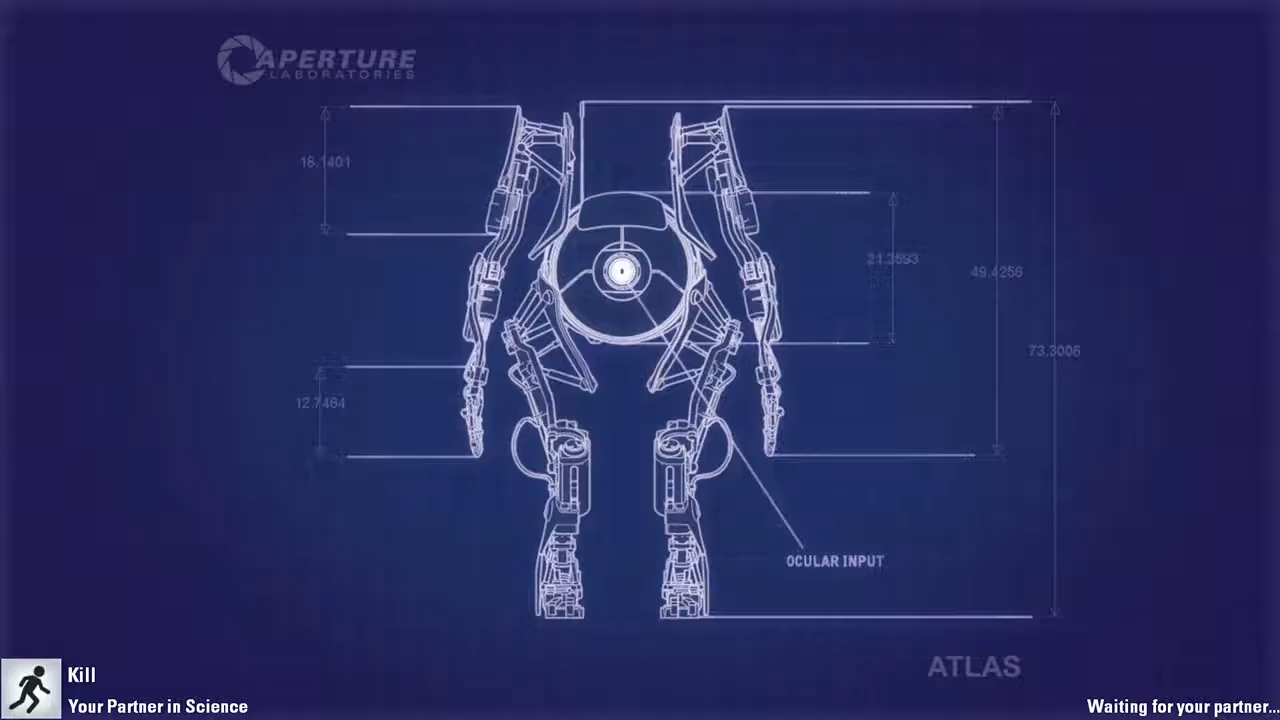 APERTURE
LABORATORIES
18.1401
21.3593
49.4256
73.3006
12.7464
OCULAR INPUT
ATLAS
Kill
Your Partner in Science
Waiting for your partner...